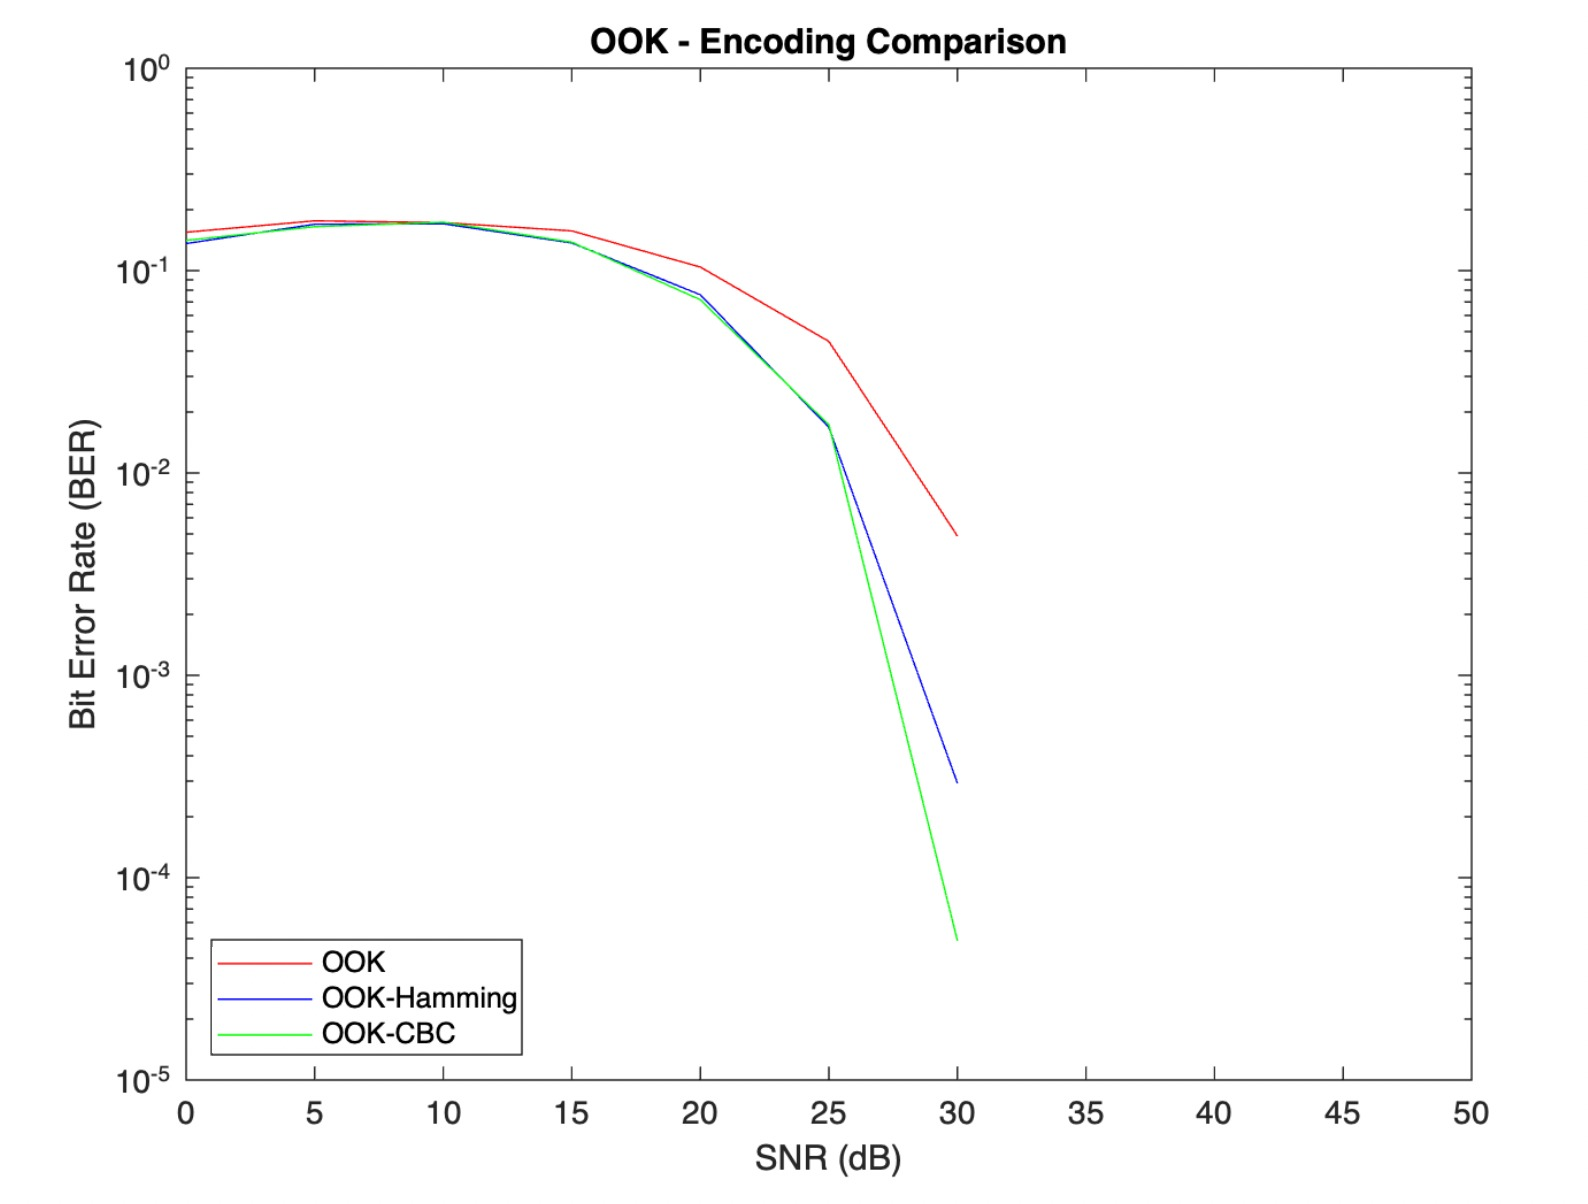 OOK - Encoding Comparison
10^0
10^-1
10^-2
10^-3
10^-4
10^-5
Bit Error Rate (BER)
OOK
OOK-Hamming
OOK-CBC
0 5 10 15 20 25 30 35 40 45 50
SNR (dB)